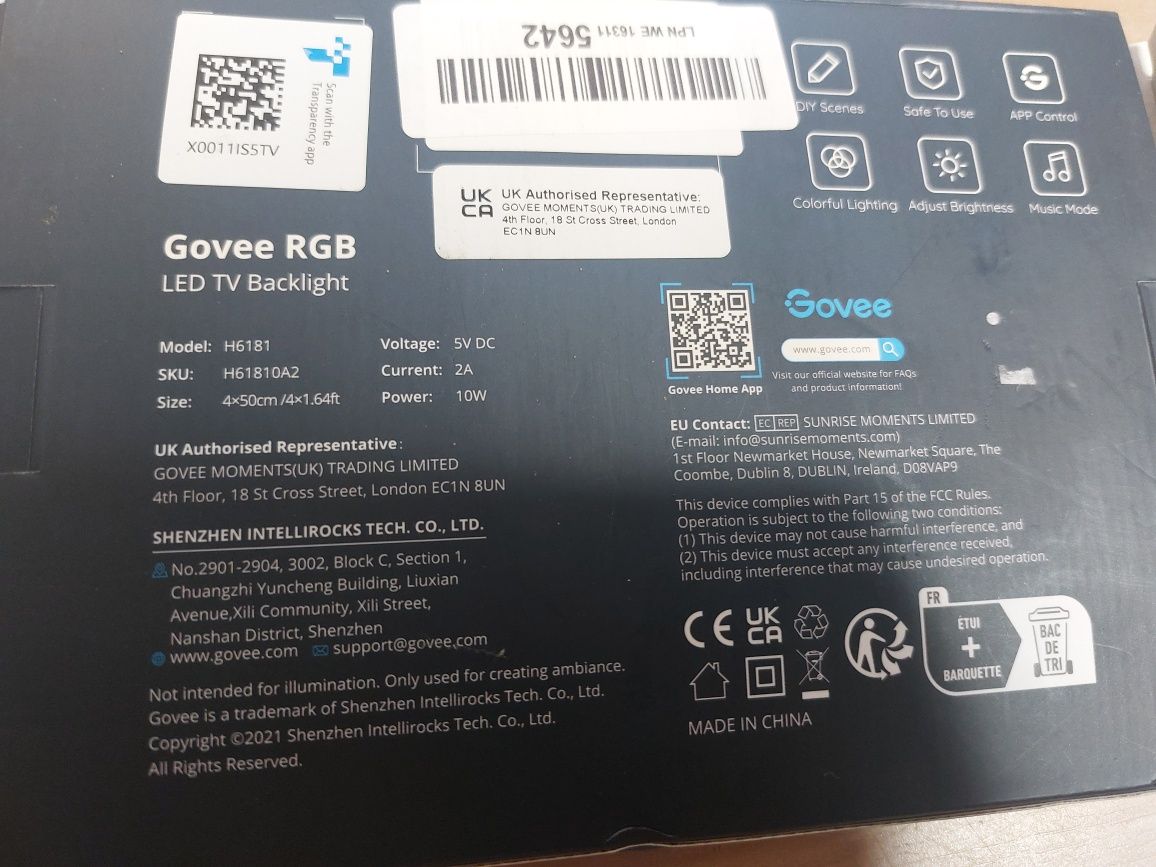 X0011IS5TV
Scan with the
Transparency app
LPN WE 16311 5642
UK
CA
UK Authorised Representative:
GOVEE MOMENTS(UK) TRADING LIMITED
4th Floor, 18 St Cross Street, London
EC1N 8UN
DIY Scenes
Safe To Use
APP Control
Colorful Lighting
Adjust Brightness
Music Mode
Govee RGB
LED TV Backlight
Model: H6181
Voltage: 5V DC
SKU: H61810A2
Current: 2A
Size: 4×50cm /4×1.64ft
Power: 10W
UK Authorised Representative:
GOVEE MOMENTS(UK) TRADING LIMITED
4th Floor, 18 St Cross Street, London EC1N 8UN
SHENZHEN INTELLIROCKS TECH. CO., LTD.
No.2901-2904, 3002, Block C, Section 1,
Chuangzhi Yuncheng Building, Liuxian
Avenue,Xili Community, Xili Street,
Nanshan District, Shenzhen
www.govee.com support@govee.com
Not intended for illumination. Only used for creating ambiance.
Govee is a trademark of Shenzhen Intellirocks Tech. Co., Ltd.
Copyright ©2021 Shenzhen Intellirocks Tech. Co., Ltd.
All Rights Reserved.
Govee Home App
Govee
www.govee.com
Visit our official website for FAQs
and product information!
EU Contact: EC REP SUNRISE MOMENTS LIMITED
(E-mail: info@sunrisemoments.com)
1st Floor Newmarket House, Newmarket Square, The
Coombe, Dublin 8, DUBLIN, Ireland, D08VAP9
This device complies with Part 15 of the FCC Rules.
Operation is subject to the following two conditions:
(1) This device may not cause harmful interference, and
(2) This device must accept any interference received,
including interference that may cause undesired operation.
CE
UK
CA
FR
ÉTUI
+
BARQUETTE
BAC
DE
TRI
MADE IN CHINA